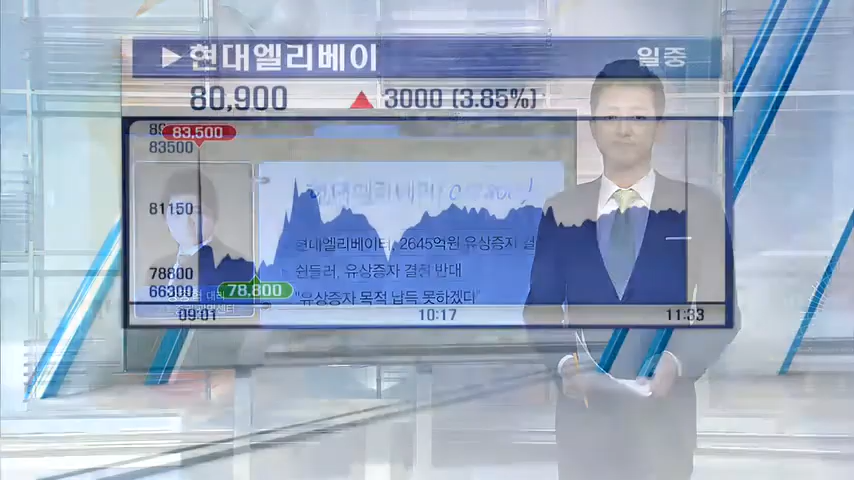 ▶현대엘리베이
일중
80,900 ▲ 3000 (3.85%)
83,500
83500
81150
78800
66300
78,800
현대엘리베이터, 2645억원 유상증자 결
쉰들러, 유상증자 결의 반대
"유상증자 목적 납득 못하겠다"
09:01
10:17
11:33